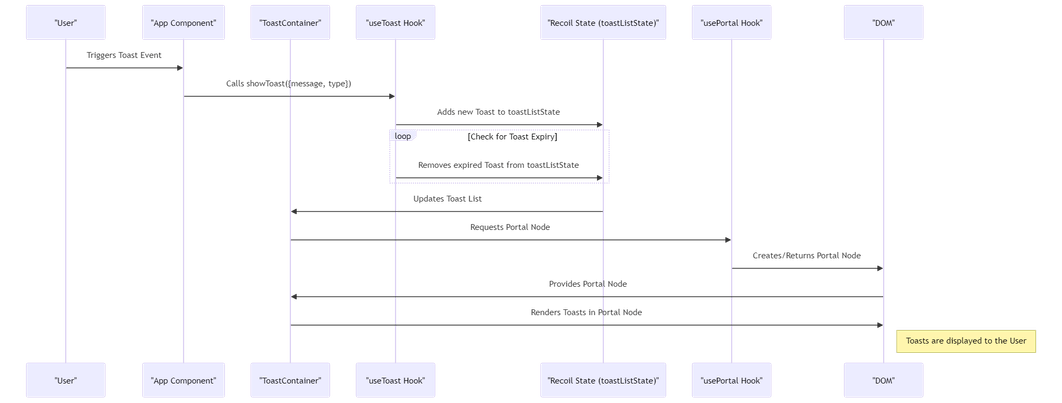 "User"
"App Component"
"ToastContainer"
"useToast Hook"
"Recoil State (toastListState)"
"usePortal Hook"
"DOM"
Triggers Toast Event
Calls showToast({message, type})
Adds new Toast to toastListState
loop
[Check for Toast Expiry]
Removes expired Toast from toastListState
Updates Toast List
Requests Portal Node
Creates/Returns Portal Node
Provides Portal Node
Renders Toasts in Portal Node
Toasts are displayed to the User
"User"
"App Component"
"ToastContainer"
"useToast Hook"
"Recoil State (toastListState)"
"usePortal Hook"
"DOM"